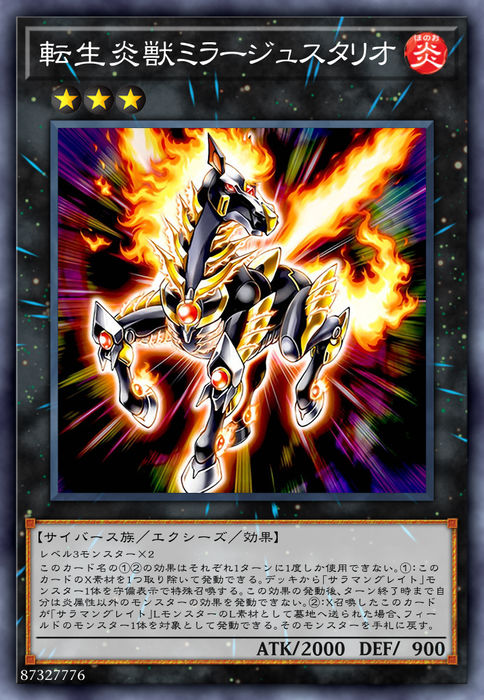 転生炎獣ミラージュスタリオ
ほのお
炎
【サイバース族／エクシーズ／効果】
レベル3モンスター×2
このカード名の①②の効果はそれぞれ1ターンに1度しか使用できない。①：この
カードのX素材を1つ取り除いて発動できる。デッキから「サラマングレイト」モ
ンスター1体を守備表示で特殊召喚する。この効果の発動後、ターン終了時まで自
分は炎属性以外のモンスターの効果を発動できない。②：X召喚したこのカード
が「サラマングレイト」LモンスターのL素材として墓地へ送られた場合、フィー
ルドのモンスター1体を対象として発動できる。そのモンスターを手札に戻す。
ATK/2000 DEF/ 900
87327776